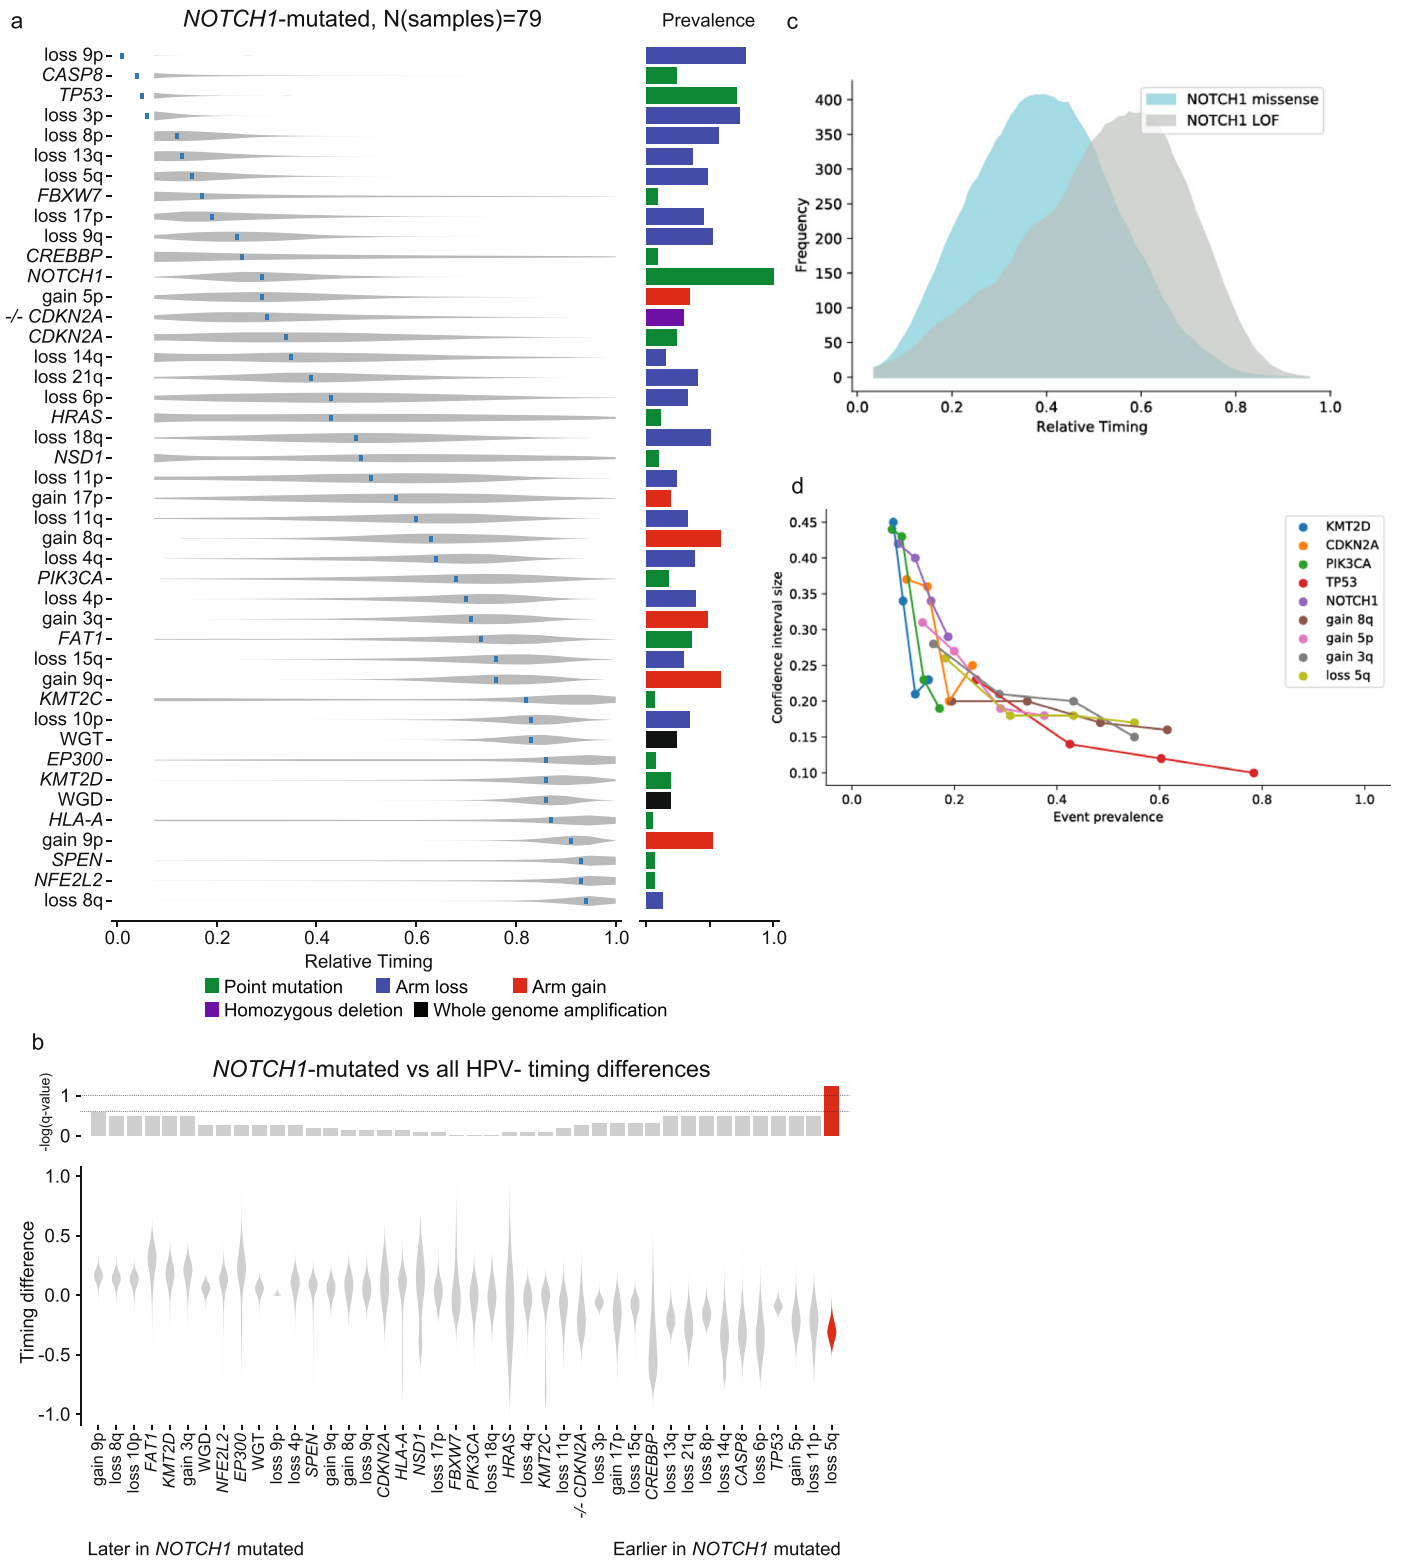 a
NOTCH1-mutated, N(samples)=79
Prevalence
loss 9p
CASP8
TP53
loss 3p
loss 8p
loss 13q
loss 5q
FBXW7
loss 17p
loss 9q
CREBBP
NOTCH1
gain 5p
-/- CDKN2A
CDKN2A
loss 14q
loss 21q
loss 6p
HRAS
loss 18q
NSD1
loss 11p
gain 17p
loss 11q
gain 8q
loss 4q
PIK3CA
loss 4p
gain 3q
FAT1
loss 15q
gain 9q
KMT2C
loss 10p
WGT
EP300
KMT2D
WGD
HLA-A
gain 9p
SPEN
NFE2L2
loss 8q
0.0 0.2 0.4 0.6 0.8 1.0
1.0
Relative Timing
Point mutation
Arm loss
Arm gain
Homozygous deletion
Whole genome amplification
c
NOTCH1 missense
NOTCH1 LOF
400
350
300
250
200
150
100
50
0
Frequency
0.0 0.2 0.4 0.6 0.8 1.0
Relative Timing
d
0.45
0.40
0.35
0.30
0.25
0.20
0.15
0.10
Confidence interval size
KMT2D
CDKN2A
PIK3CA
TP53
NOTCH1
gain 8q
gain 5p
gain 3q
loss 5q
0.0 0.2 0.4 0.6 0.8 1.0
Event prevalence
b
NOTCH1-mutated vs all HPV- timing differences
-log(q-value)
1
0
Timing difference
1.0
0.5
0.0
-0.5
-1.0
gain 9p
loss 8q
loss 10p
FAT1
KMT2D
gain 3q
WGD
NFE2L2
EP300
WGT
loss 9p
loss 4p
SPEN
gain 9q
gain 8q
loss 9q
CDKN2A
HLA-A
NSD1
loss 17p
FBXW7
PIK3CA
loss 18q
HRAS
loss 4q
KMT2C
loss 11q
-/- CDKN2A
loss 3p
gain 17p
loss 15q
CREBBP
loss 13q
loss 21q
loss 8p
loss 14q
CASP8
loss 6p
TP53
gain 5p
loss 11p
loss 5q
Later in NOTCH1 mutated
Earlier in NOTCH1 mutated